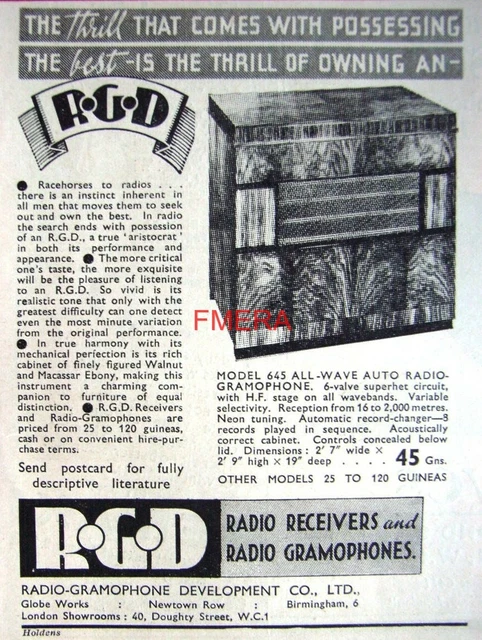 THE thrill THAT COMES WITH POSSESSING
THE best - IS THE THRILL OF OWNING AN -
R·G·D
● Racehorses to radios . . .
there is an instinct inherent in
all men that moves them to seek
out and own the best. In radio
the search ends with possession
of an R.G.D., a true 'aristocrat'
in both its performance and
appearance. ● The more critical
one's taste, the more exquisite
will be the pleasure of listening
to an R.G.D. So vivid is its
realistic tone that only with the
greatest difficulty can one detect
even the most minute variation
from the original performance.
● In true harmony with its
mechanical perfection is its rich
cabinet of finely figured Walnut
and Macassar Ebony, making this
instrument a charming com-
panion to furniture of equal
distinction. ● R.G.D. Receivers
and Radio-Gramophones are
priced from 25 to 120 guineas,
cash or on convenient hire-pur-
chase terms.
Send postcard for fully
descriptive literature
FMERA
MODEL 645 ALL-WAVE AUTO RADIO-
GRAMOPHONE. 6-valve superhet circuit,
with H.F. stage on all wavebands. Variable
selectivity. Reception from 16 to 2,000 metres.
Neon tuning. Automatic record-changer—8
records played in sequence. Acoustically
correct cabinet. Controls concealed below
lid. Dimensions: 2' 7" wide ×
2' 9" high × 19" deep . . . . 45 Gns.
OTHER MODELS 25 TO 120 GUINEAS
R·G·D
RADIO RECEIVERS and
RADIO GRAMOPHONES.
RADIO-GRAMOPHONE DEVELOPMENT CO., LTD.,
Globe Works : Newtown Row : Birmingham, 6
London Showrooms : 40, Doughty Street, W.C.1
Holdens